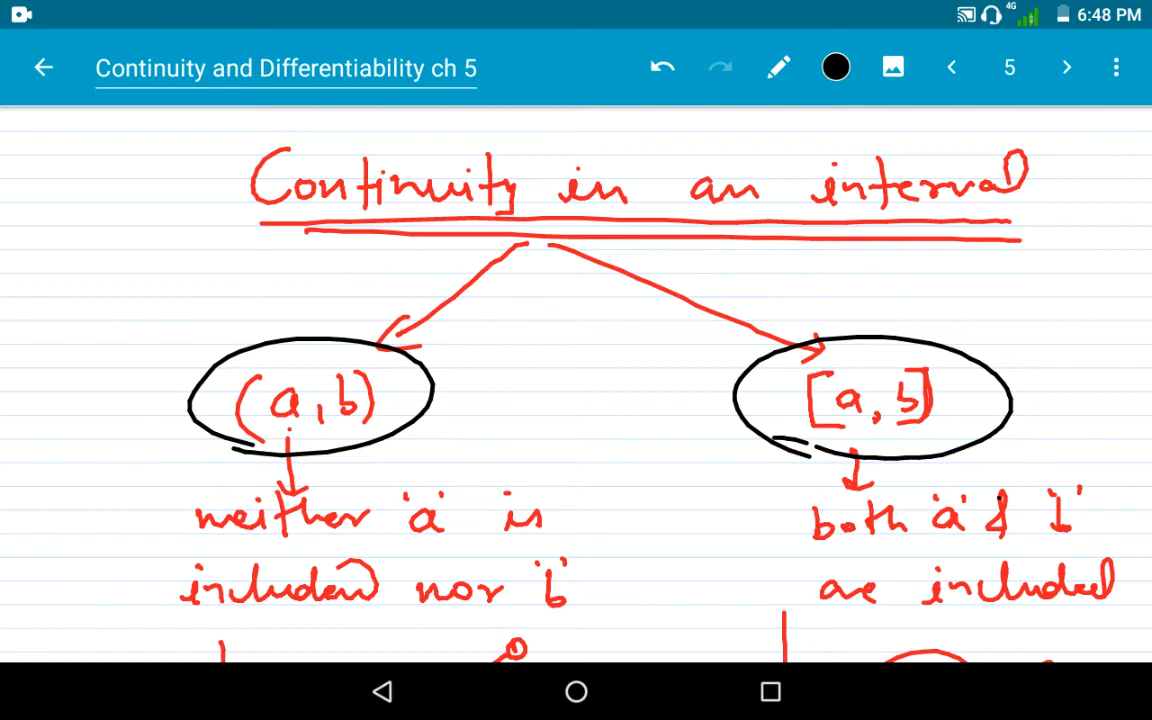 4G 6:48 PM
Continuity and Differentiability ch 5 5
Continuity in an interval
(a, b) [a, b]
neither 'a' is
included nor 'b'
both 'a' & 'b'
are included